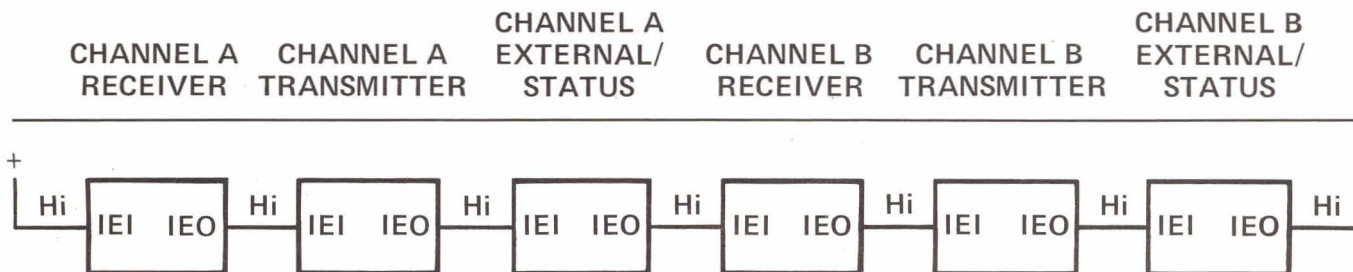 CHANNEL A
RECEIVER
CHANNEL A
TRANSMITTER
CHANNEL A
EXTERNAL/
STATUS
CHANNEL B
RECEIVER
CHANNEL B
TRANSMITTER
CHANNEL B
EXTERNAL/
STATUS
+
Hi IEI IEO Hi IEI IEO Hi IEI IEO Hi IEI IEO Hi IEI IEO Hi IEI IEO Hi